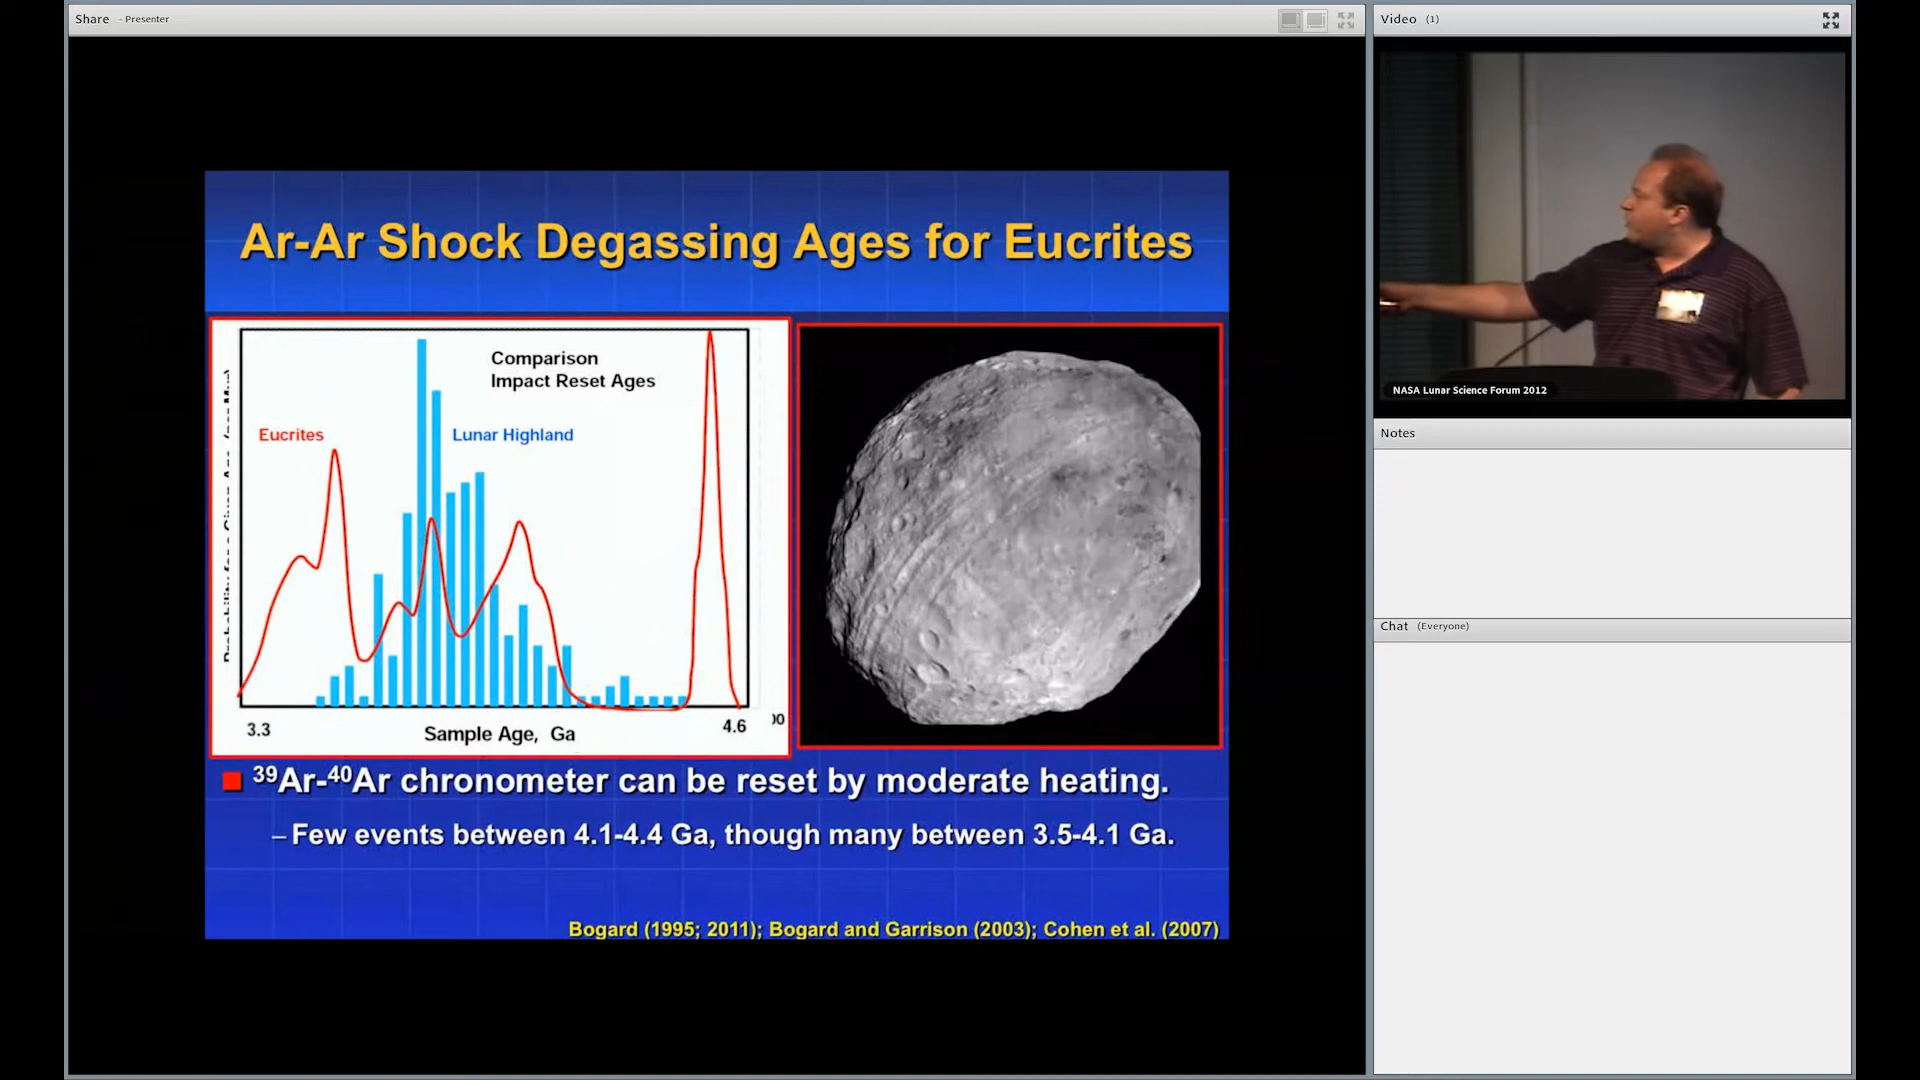 Share - Presenter
Video (1)
Ar-Ar Shock Degassing Ages for Eucrites
Comparison
Impact Reset Ages
Eucrites
Lunar Highland
3.3
4.6
Sample Age, Ga
39Ar-40Ar chronometer can be reset by moderate heating.
– Few events between 4.1-4.4 Ga, though many between 3.5-4.1 Ga.
Bogard (1995; 2011); Bogard and Garrison (2003); Cohen et al. (2007)
NASA Lunar Science Forum 2012
Notes
Chat (Everyone)